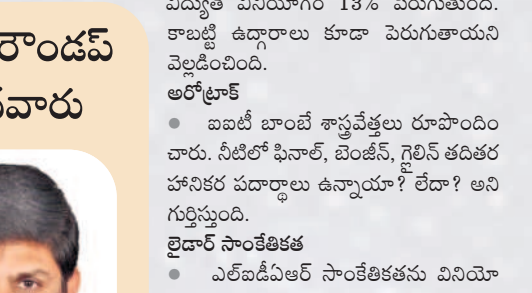 రౌండప్
వారు
విద్యుత్ వినియోగం 13% పెరుగుతుంది.
కాబట్టి ఉద్గారాలు కూడా పెరుగుతాయని
వెల్లడించింది.
అరోట్రాక్
● ఐఐటీ బాంబే శాస్త్రవేత్తలు రూపొందిం
చారు. నీటిలో ఫినాల్, బెంజీన్, గ్లైలిన్ తదితర
హానికర పదార్థాలు ఉన్నాయా? లేదా? అని
గుర్తిస్తుంది.
లైడార్ సాంకేతికత
● ఎల్ఐడీఏఆర్ సాంకేతికతను వినియో